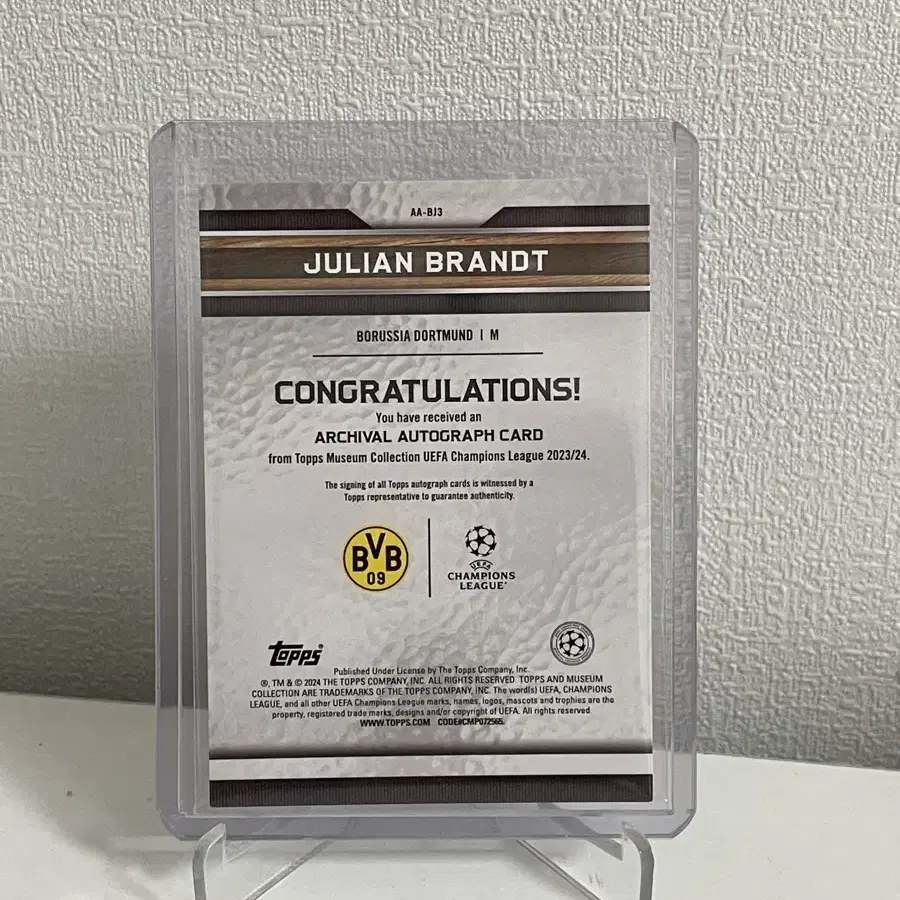 AA-BJ3
JULIAN BRANDT
BORUSSIA DORTMUND | M
CONGRATULATIONS!
You have received an
ARCHIVAL AUTOGRAPH CARD
from Topps Museum Collection UEFA Champions League 2023/24.
The signing of all Topps autograph cards is witnessed by a
Topps representative to guarantee authenticity.
BVB
09
UEFA
CHAMPIONS
LEAGUE
topps
Published Under License by The Topps Company, Inc.
®, TM & © 2024 THE TOPPS COMPANY, INC. ALL RIGHTS RESERVED. TOPPS AND MUSEUM
COLLECTION ARE TRADEMARKS OF THE TOPPS COMPANY, INC. The word(s) UEFA, CHAMPIONS
LEAGUE, and all other UEFA Champions League marks, names, logos, mascots and trophies are the
property, registered trade marks, designs and/or copyright of UEFA. All rights reserved.
WWW.TOPPS.COM CODE#CMP072565.